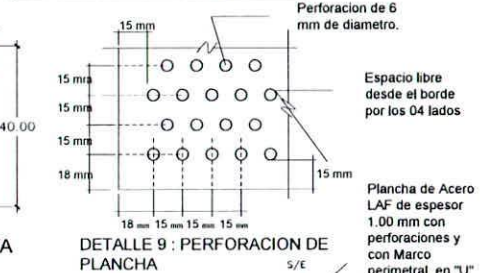 Perforacion de 6
mm de diametro.
15 mm
15 mm
15 mm
15 mm
18 mm
40.00
Espacio libre
desde el borde
por los 04 lados
15 mm
18 mm 15 mm 15 mm 15 mm
Plancha de Acero
LAF de espesor
1.00 mm con
perforaciones y
con Marco
perimetral en "U"
A
DETALLE 9 : PERFORACION DE
PLANCHA
S/E